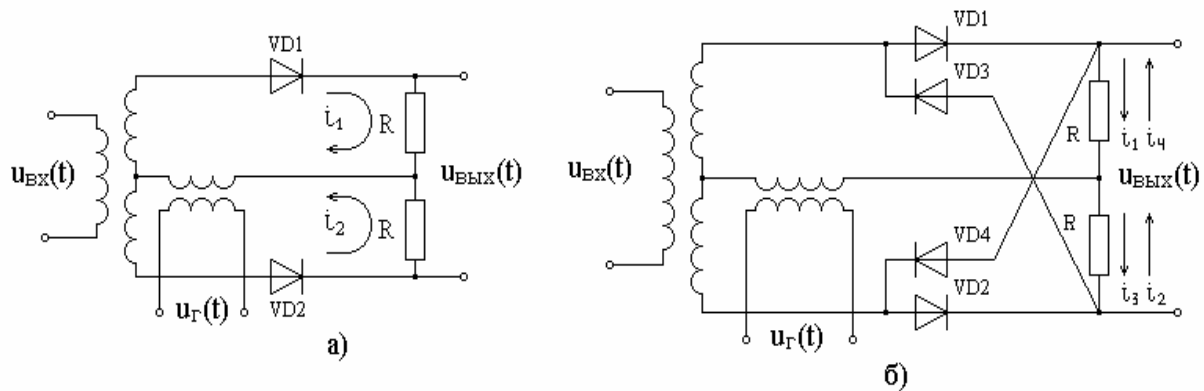 VD1
i1
R
uВХ(t)
uВЫХ(t)
i2
R
VD2
uГ(t)
а)
VD1
VD3
R
i1 i4
uВХ(t)
uВЫХ(t)
R
VD4
i3 i2
VD2
uГ(t)
б)